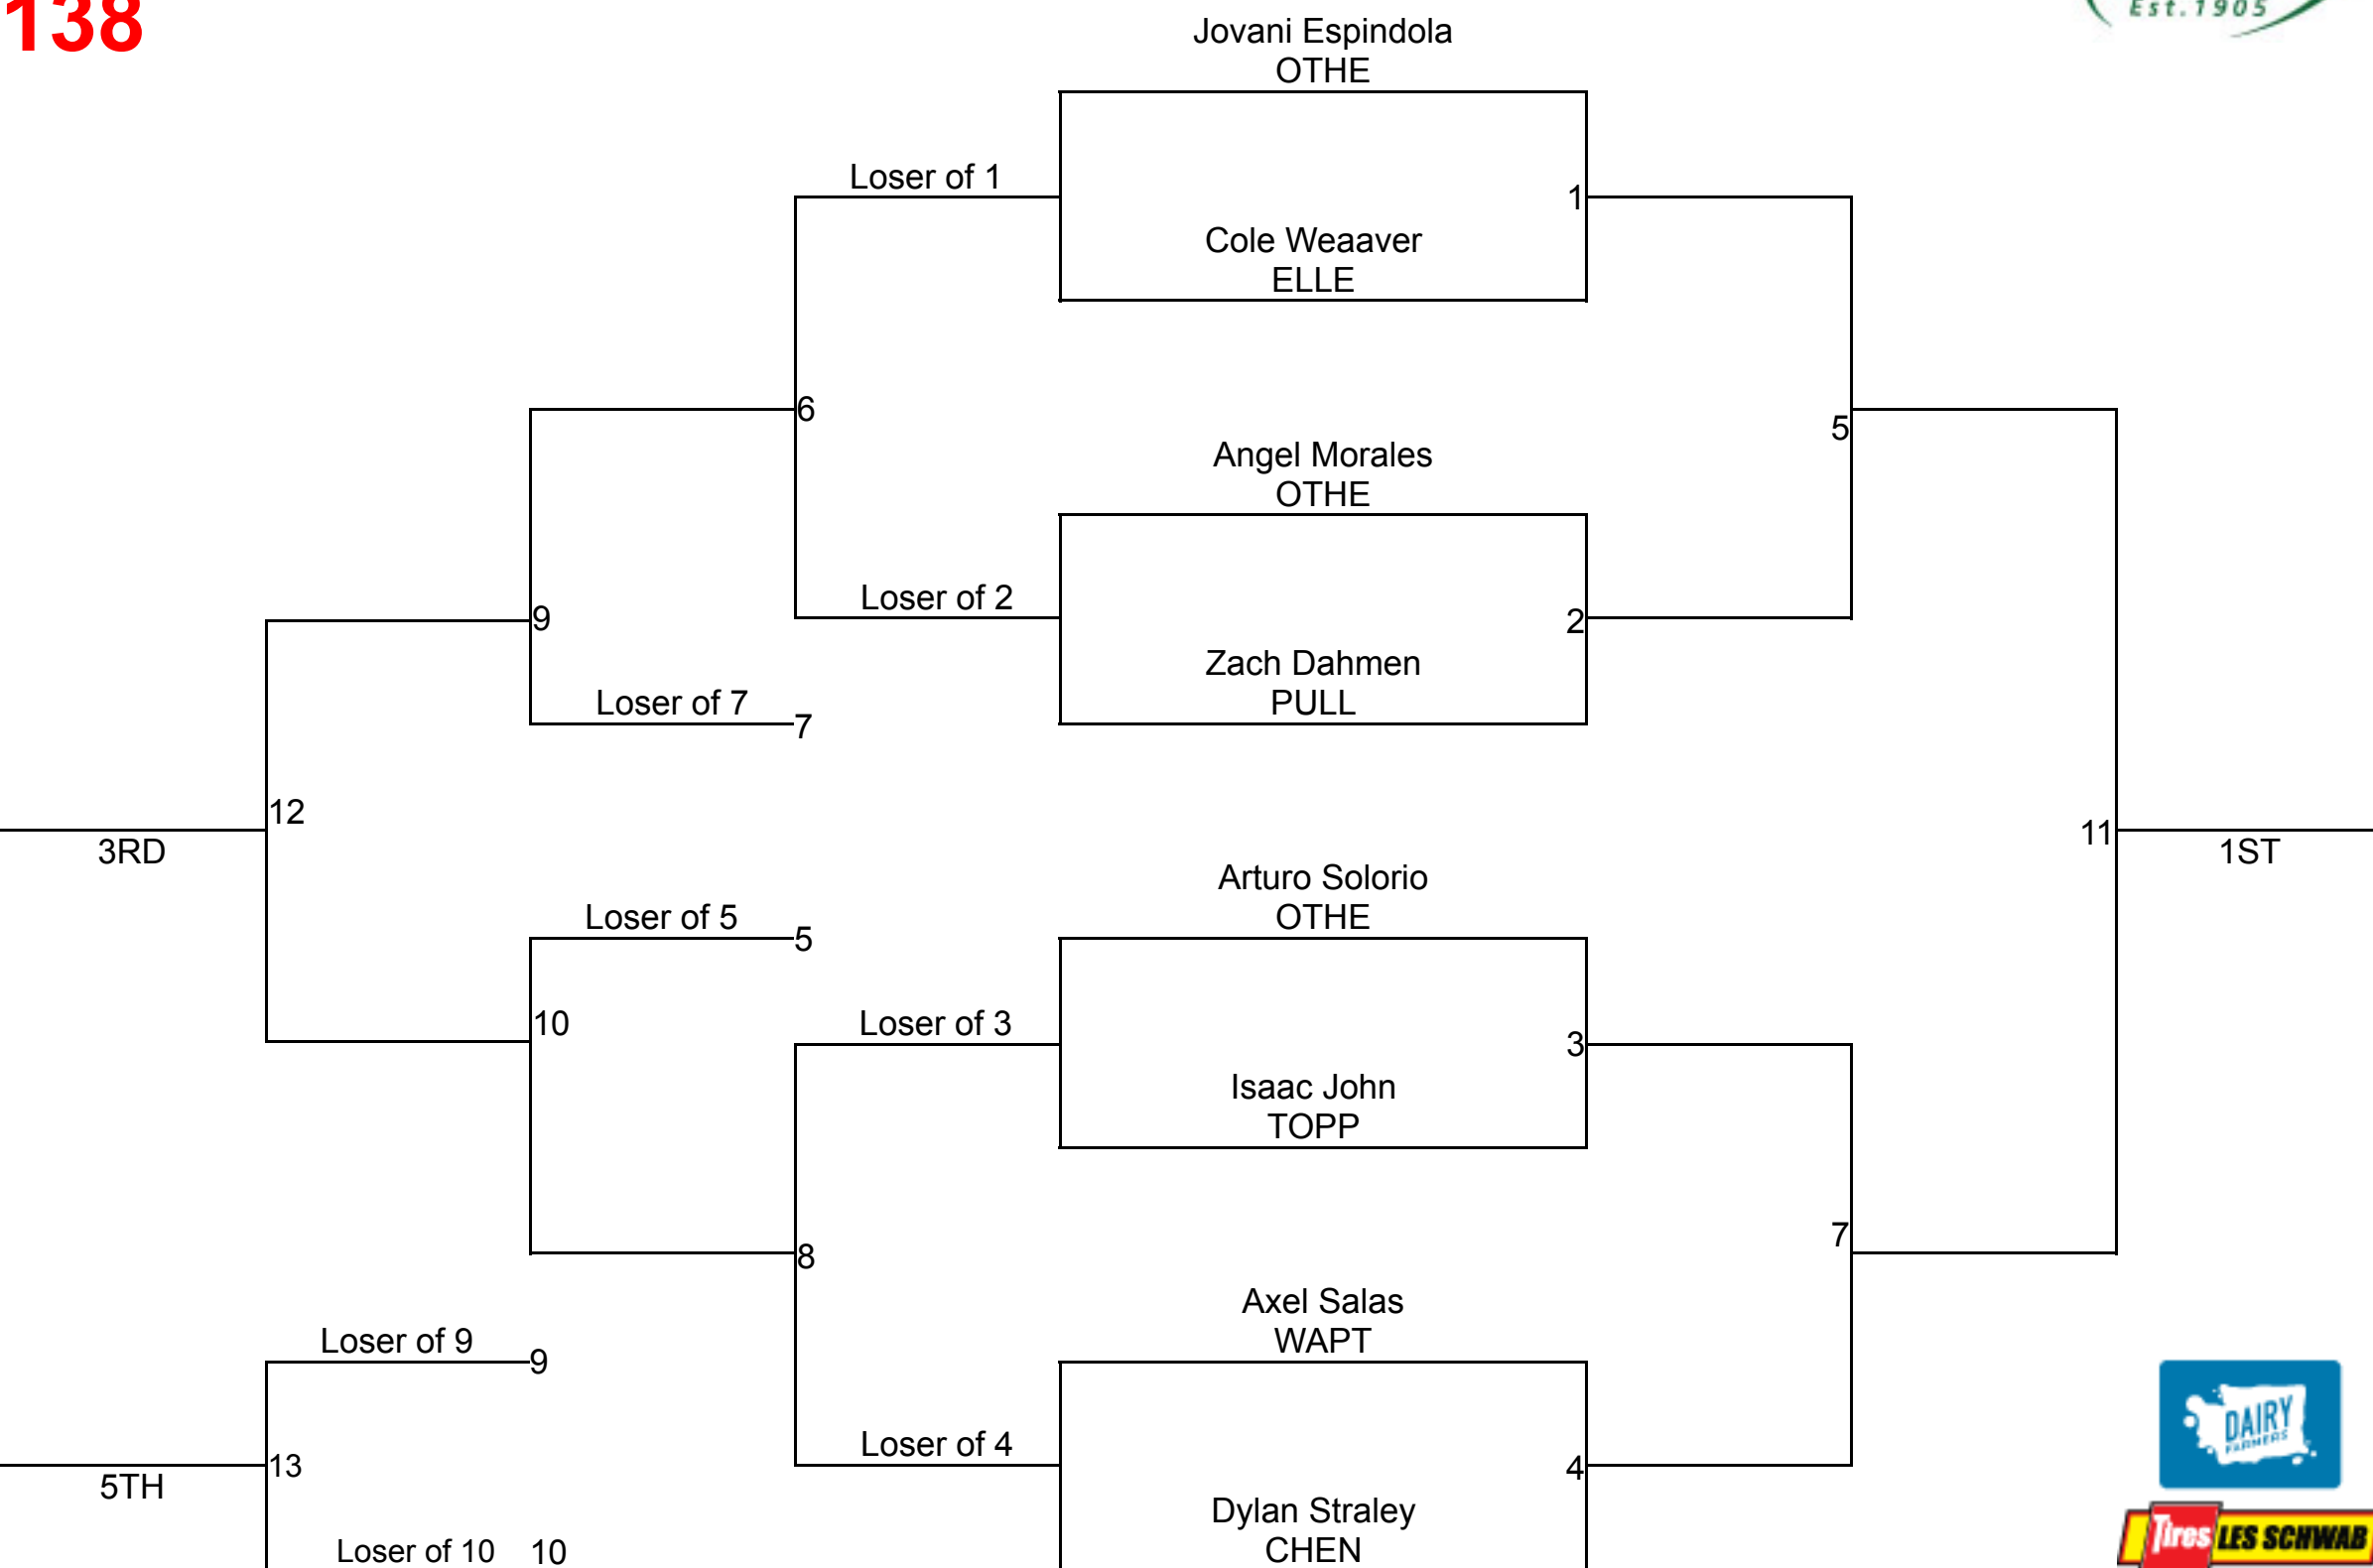 138
Est.1905
Jovani Espindola
OTHE
Loser of 1
1
Cole Weaaver
ELLE
6
5
Angel Morales
OTHE
Loser of 2
2
9
Zach Dahmen
PULL
Loser of 7
7
12
3RD
11
1ST
Arturo Solorio
OTHE
Loser of 5
5
10
Loser of 3
3
Isaac John
TOPP
8
7
Axel Salas
WAPT
Loser of 9
9
Loser of 4
4
13
5TH
Dylan Straley
CHEN
Loser of 10
10
DAIRY
FARMERS
Tires LES SCHWAB